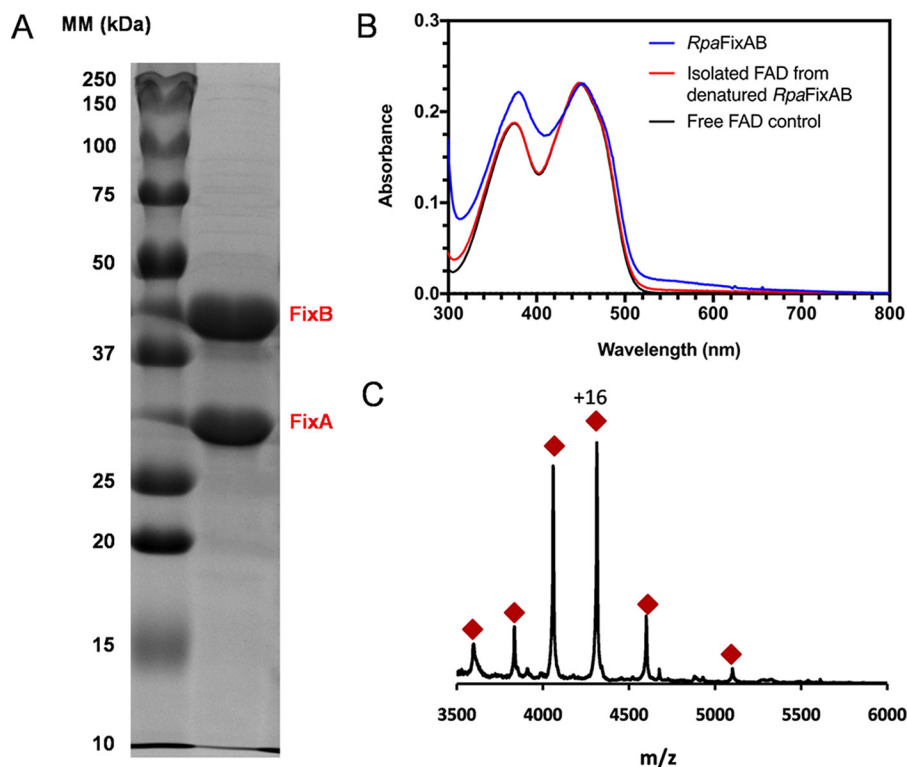 A MM (kDa)
250
150
100
75
50
37
25
20
15
10
FixB
FixA
B
Absorbance
0.3
0.2
0.1
0.0
300 400 500 600 700 800
Wavelength (nm)
RpaFixAB
Isolated FAD from
denatured RpaFixAB
Free FAD control
C
+16
3500 4000 4500 5000 5500 6000
m/z